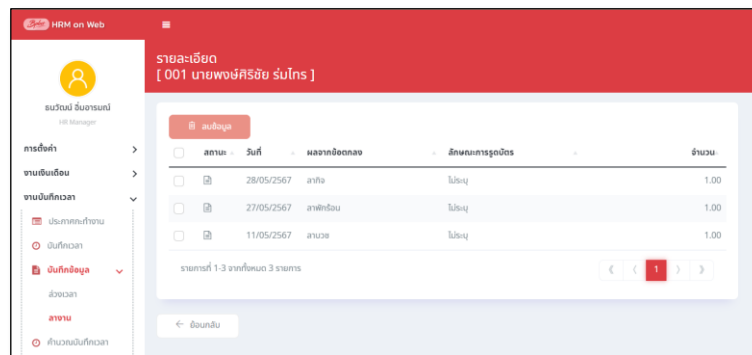 HRM on Web
รายละเอียด
[ 001 นายพงษ์ศิริชัย ร่มไทร ]
ธนวัฒน์ อิ่มอารมณ์
HR Manager
การตั้งค่า
งานเงินเดือน
งานบันทึกเวลา
ประกาศกะทำงาน
บันทึกเวลา
บันทึกข้อมูล
ล่วงเวลา
ลางาน
คำนวณบันทึกเวลา
ลบข้อมูล
สถานะ วันที่ ผลจากข้อตกลง ลักษณะการรูดบัตร จำนวน
28/05/2567 ลากิจ ไม่ระบุ 1.00
27/05/2567 ลาพักร้อน ไม่ระบุ 1.00
11/05/2567 ลาบวช ไม่ระบุ 1.00
รายการที่ 1-3 จากทั้งหมด 3 รายการ
1
ย้อนกลับ